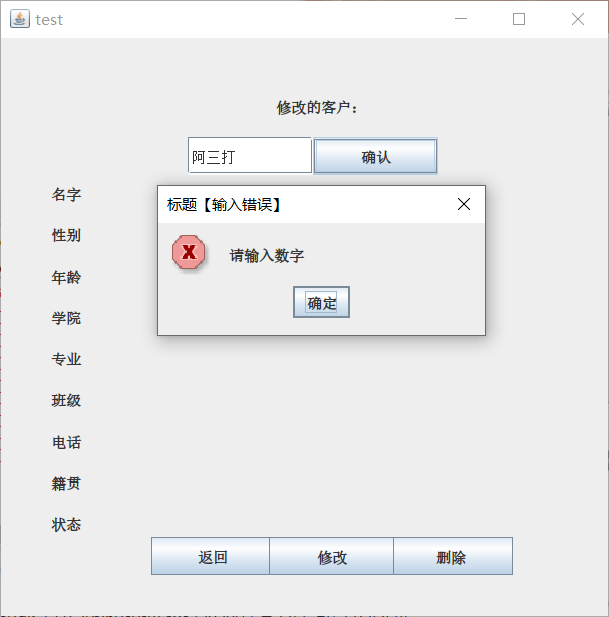 test
修改的客户：
阿三打
确认
名字
标题【输入错误】
性别
请输入数字
年龄
确定
学院
专业
班级
电话
籍贯
状态
返回 修改 删除